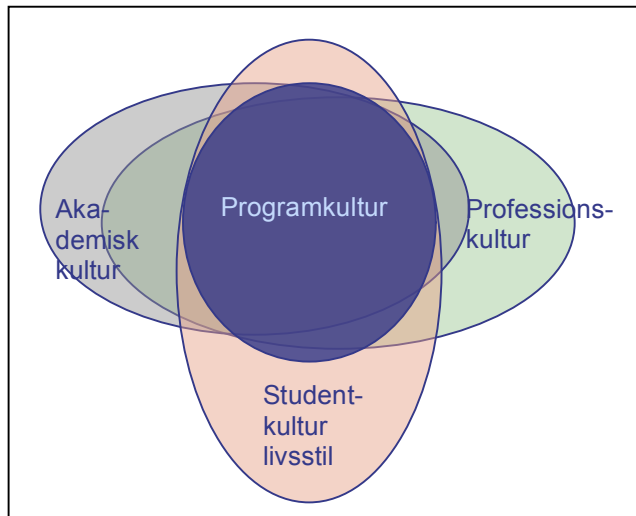 Programkultur
Aka-
demisk
kultur
Professions-
kultur
Student-
kultur
livsstil